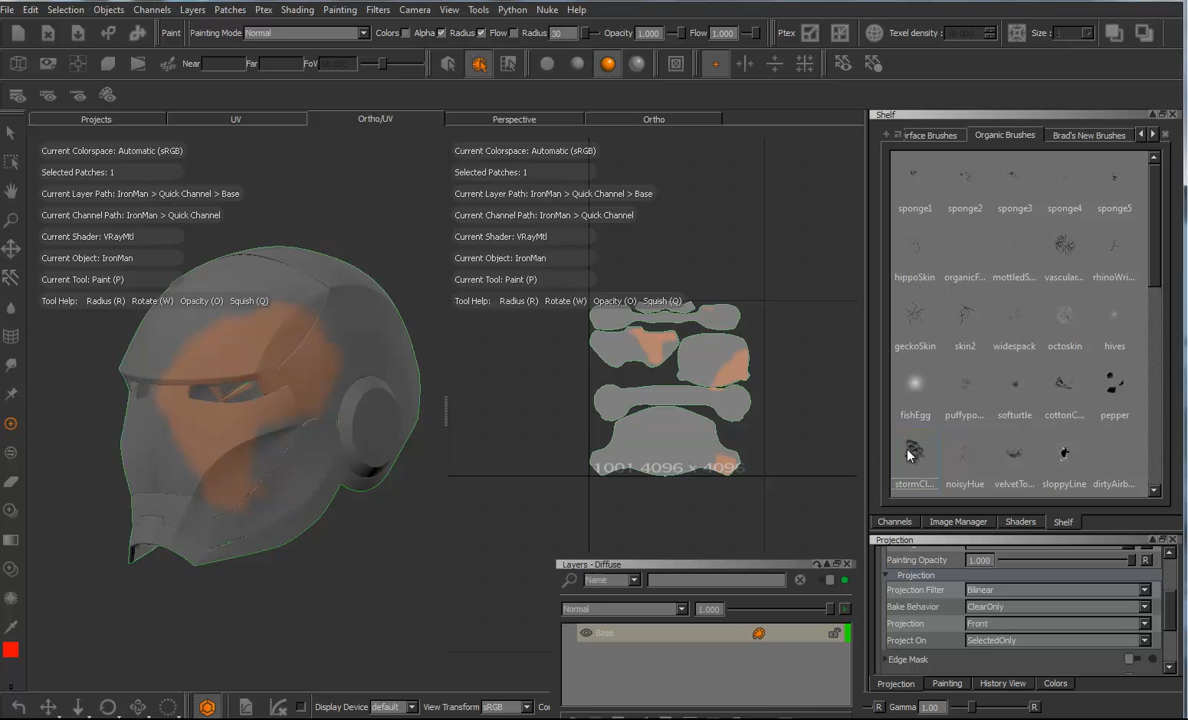 File Edit Selection Objects Channels Layers Patches Ptex Shading Painting Filters Camera View Tools Python Nuke Help
Paint Painting Mode Normal Colors Alpha Radius Flow Radius 30 Opacity 1.000 Flow 1.000 Ptex Texel density: Size :
Near Far FoV
Projects UV Ortho/UV Perspective Ortho
Current Colorspace: Automatic (sRGB)
Selected Patches: 1
Current Layer Path: IronMan > Quick Channel > Base
Current Channel Path: IronMan > Quick Channel
Current Shader: VRayMtl
Current Object: IronMan
Current Tool: Paint (P)
Tool Help: Radius (R) Rotate (W) Opacity (O) Squish (Q)
Current Colorspace: Automatic (sRGB)
Selected Patches: 1
Current Layer Path: IronMan > Quick Channel > Base
Current Channel Path: IronMan > Quick Channel
Current Shader: VRayMtl
Current Object: IronMan
Current Tool: Paint (P)
Tool Help: Radius (R) Rotate (W) Opacity (O) Squish (Q)
1001 4096 x 4096
Shelf
rface Brushes Organic Brushes Brad's New Brushes
sponge1 sponge2 sponge3 sponge4 sponge5
hippoSkin organicF... mottledS... vascular... rhinoWri...
geckoSkin skin2 widespack octoskin hives
fishEgg puffypo... softurtle cottonC... pepper
stormCl... noisyHue velvetTo... sloppyLine dirtyAirb...
Channels Image Manager Shaders Shelf
Projection
Painting Opacity 1.000 R
Projection
Projection Filter Bilinear
Bake Behavior ClearOnly
Projection Front
Project On SelectedOnly
Edge Mask
Projection Painting History View Colors
Layers - Diffuse
Name
Normal 1.000
Base
Display Device default View Transform sRGB Co
R Gamma 1.00 R